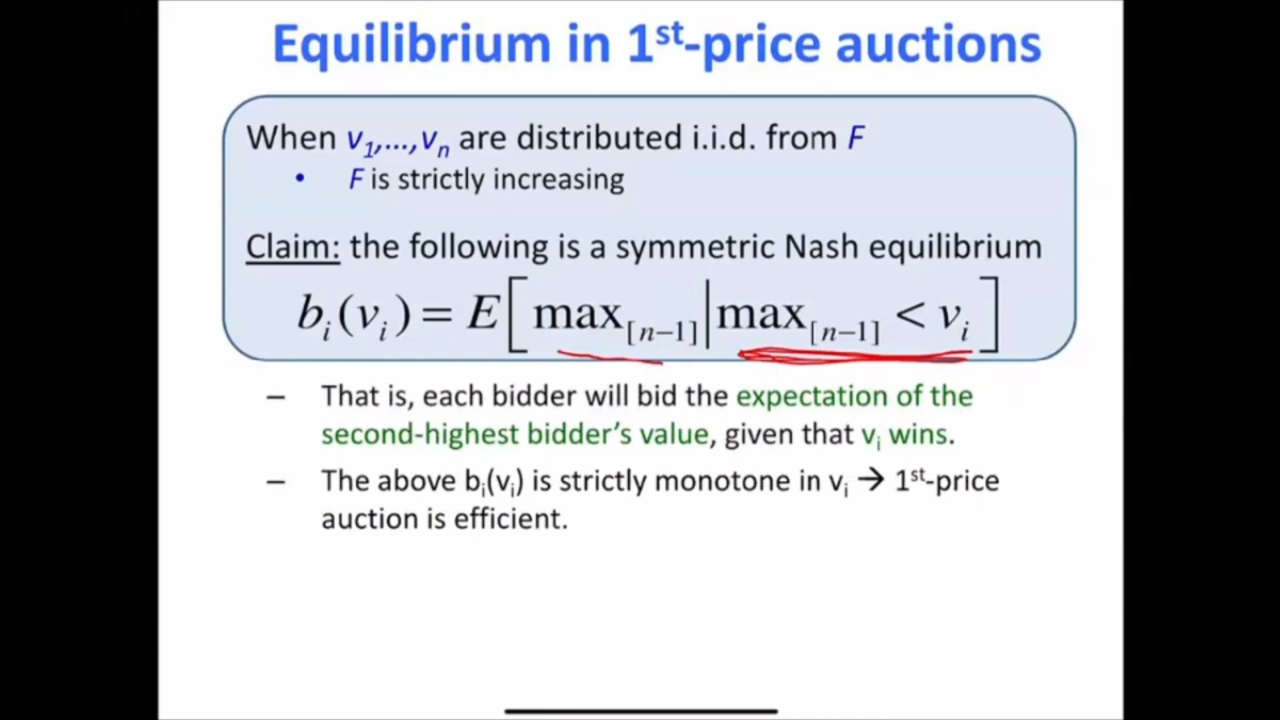 Equilibrium in 1st-price auctions
When v1,...,vn are distributed i.i.d. from F
• F is strictly increasing
Claim: the following is a symmetric Nash equilibrium
bi(vi) = E[max[n−1]|max[n−1] < vi]
– That is, each bidder will bid the expectation of the
second-highest bidder's value, given that vi wins.
– The above bi(vi) is strictly monotone in vi → 1st-price
auction is efficient.